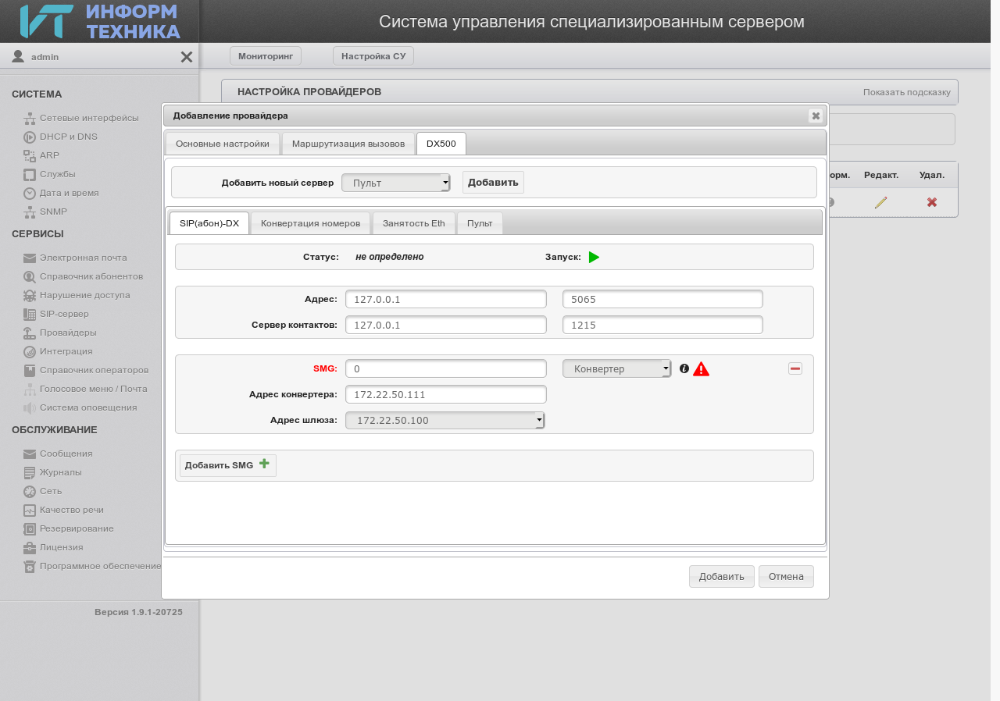 ИНФОРМ
ТЕХНИКА
Система управления специализированным сервером
admin
Мониторинг
Настройка СУ
СИСТЕМА
Сетевые интерфейсы
DHCP и DNS
ARP
Службы
Дата и время
SNMP
СЕРВИСЫ
Электронная почта
Справочник абонентов
Нарушение доступа
SIP-сервер
Провайдеры
Интеграция
Справочник операторов
Голосовое меню / Почта
Система оповещения
ОБСЛУЖИВАНИЕ
Сообщения
Журналы
Сеть
Качество речи
Резервирование
Лицензия
Программное обеспечение
Версия 1.9.1-20725
НАСТРОЙКА ПРОВАЙДЕРОВ
Показать подсказку
орм. Редакт. Удал.
Добавление провайдера
Основные настройки Маршрутизация вызовов DX500
Добавить новый сервер Пульт Добавить
SIP(абон)-DX Конвертация номеров Занятость Eth Пульт
Статус: не определено Запуск:
Адрес: 127.0.0.1 5065
Сервер контактов: 127.0.0.1 1215
SMG: 0 Конвертер
Адрес конвертера: 172.22.50.111
Адрес шлюза: 172.22.50.100
Добавить SMG
Добавить Отмена